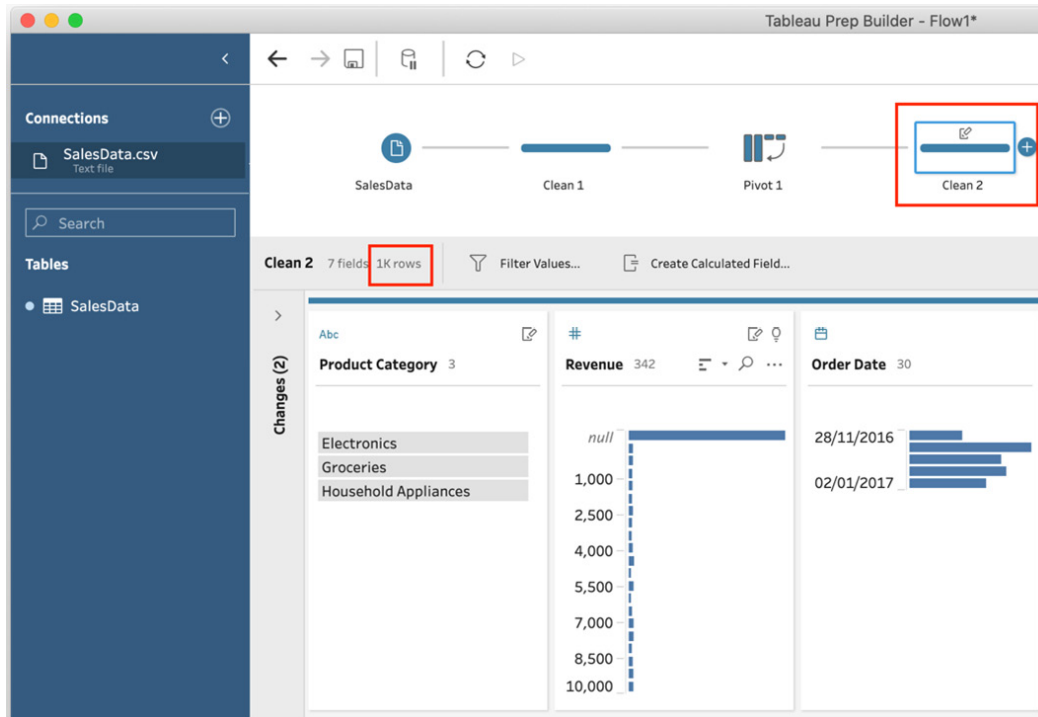 Tableau Prep Builder - Flow1*
Connections
SalesData.csv
Text file
Search
Tables
SalesData
SalesData
Clean 1
Pivot 1
Clean 2
Clean 2 7 fields 1K rows Filter Values... Create Calculated Field...
Changes (2)
Abc
Product Category 3
Electronics
Groceries
Household Appliances
#
Revenue 342
null
1,000
2,500
4,000
5,500
7,000
8,500
10,000
Order Date 30
28/11/2016
02/01/2017